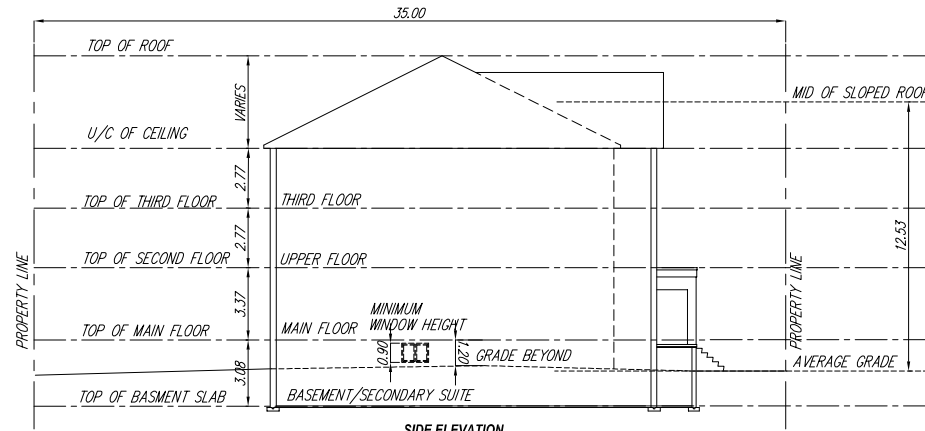 35.00
TOP OF ROOF
MID OF SLOPED ROOF
VARIES
U/C OF CEILING
2.77
TOP OF THIRD FLOOR
THIRD FLOOR
2.77
12.53
TOP OF SECOND FLOOR
UPPER FLOOR
PROPERTY LINE
PROPERTY LINE
3.37
MINIMUM
WINDOW HEIGHT
TOP OF MAIN FLOOR
MAIN FLOOR
0.90
1.20
GRADE BEYOND
AVERAGE GRADE
3.08
TOP OF BASMENT SLAB
BASEMENT/SECONDARY SUITE
SIDE ELEVATION